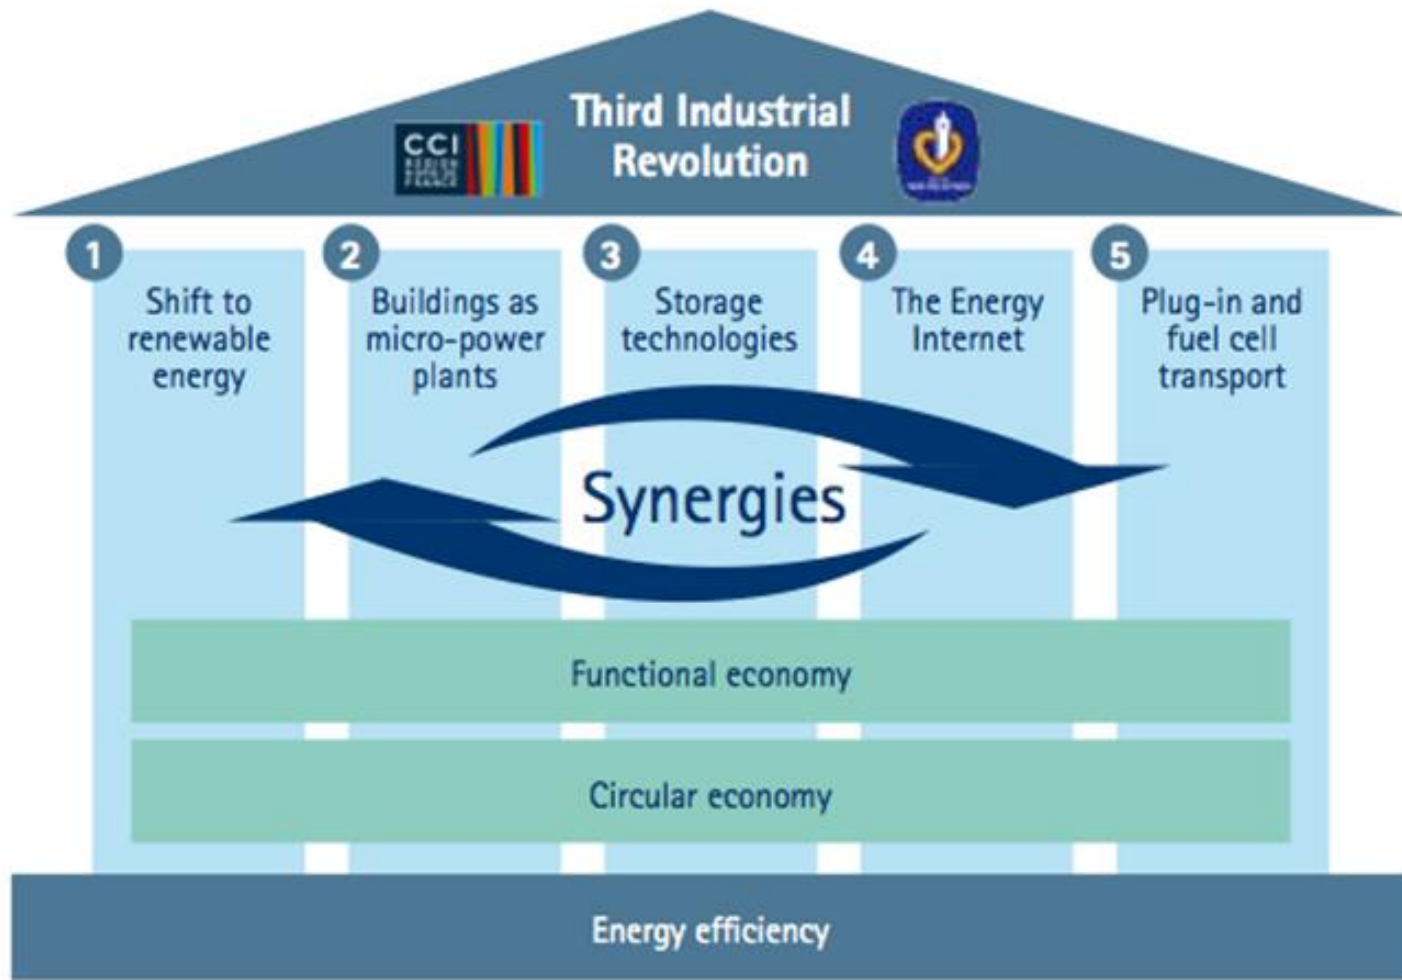 Third Industrial
Revolution
CCI
1
Shift to
renewable
energy
2
Buildings as
micro-power
plants
3
Storage
technologies
4
The Energy
Internet
5
Plug-in and
fuel cell
transport
Synergies
Functional economy
Circular economy
Energy efficiency